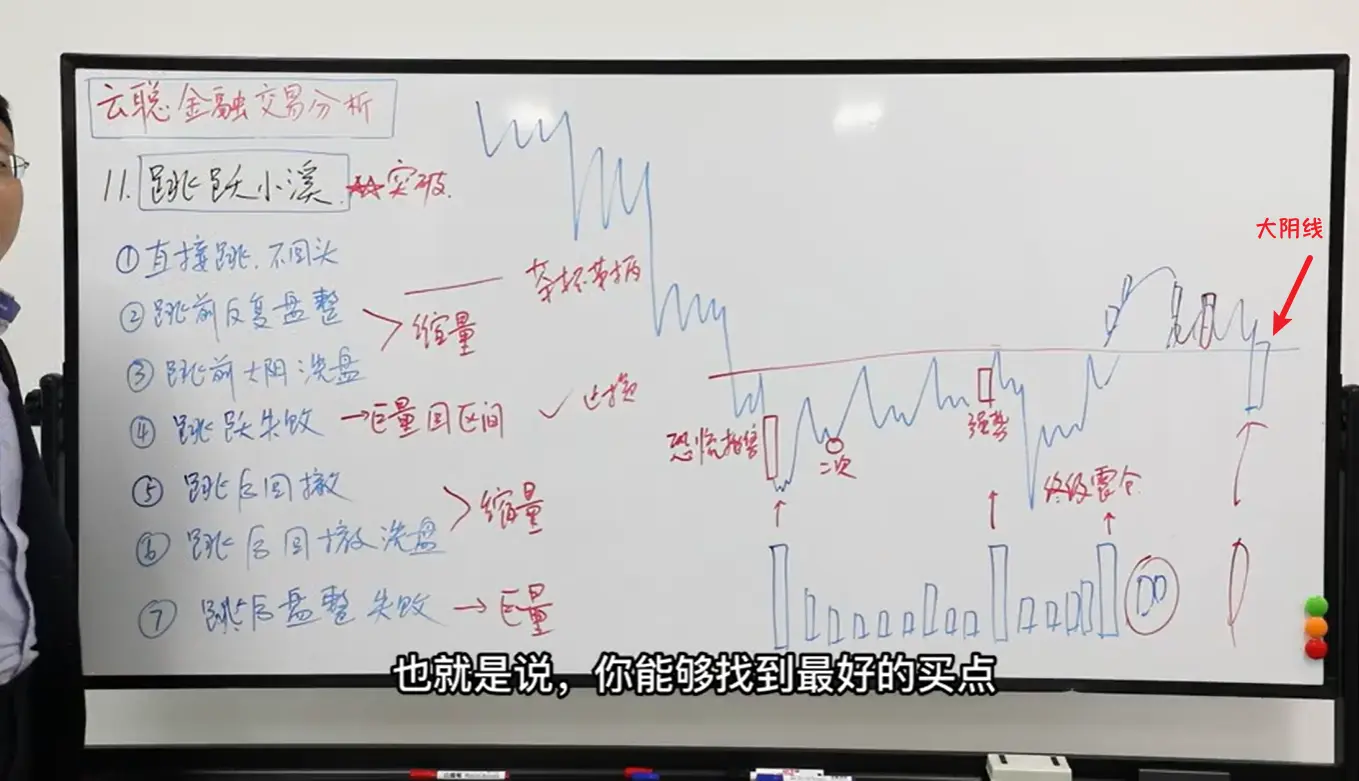 云聪金融交易分析
11.跳跃小溪 突破
①直接跳.不回头
②跳前反复盘整
③跳前大阴洗盘
缩量
茶杯带柄
④跳跃失败→巨量回区间
止损
⑤跳后回撤
⑥跳后回撤洗盘
缩量
⑦跳后盘整失败→巨量
恐慌抛售
二次
强势
终级震仓
大阴线
也就是说，你能够找到最好的买点